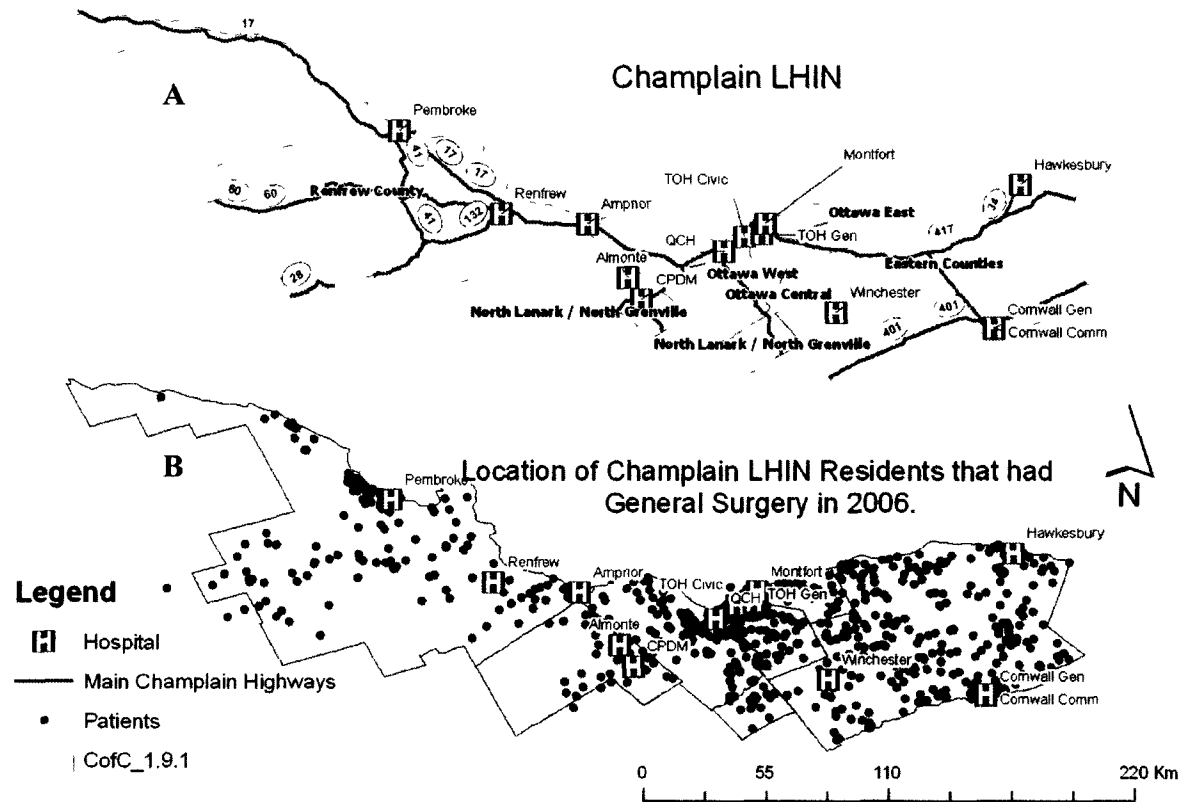 17
A
Champlain LHIN
Pembroke
41
17
17
Montfort
Hawkesbury
TOH Civic
60
60
Renfrew County
Renfrew
Arnprior
34
Ottawa East
417
47
132
QCH
TOH Gen
Almonte
CPDM
Ottawa West
Eastern Counties
28
Ottawa Central
Winchester
North Lanark / North Grenville
401
Cornwall Gen
401
Cornwall Comm
North Lanark / North Grenville
B
Pembroke
Location of Champlain LHIN Residents that had
General Surgery in 2006.
N
Renfrew
Arnprior
TOH Civic
Montfort
Hawkesbury
QCH
TOH Gen
Almonte
CPDM
Winchester
Cornwall Gen
Cornwall Comm
Legend
H Hospital
Main Champlain Highways
Patients
CofC_1.9.1
0 55 110 220 Km